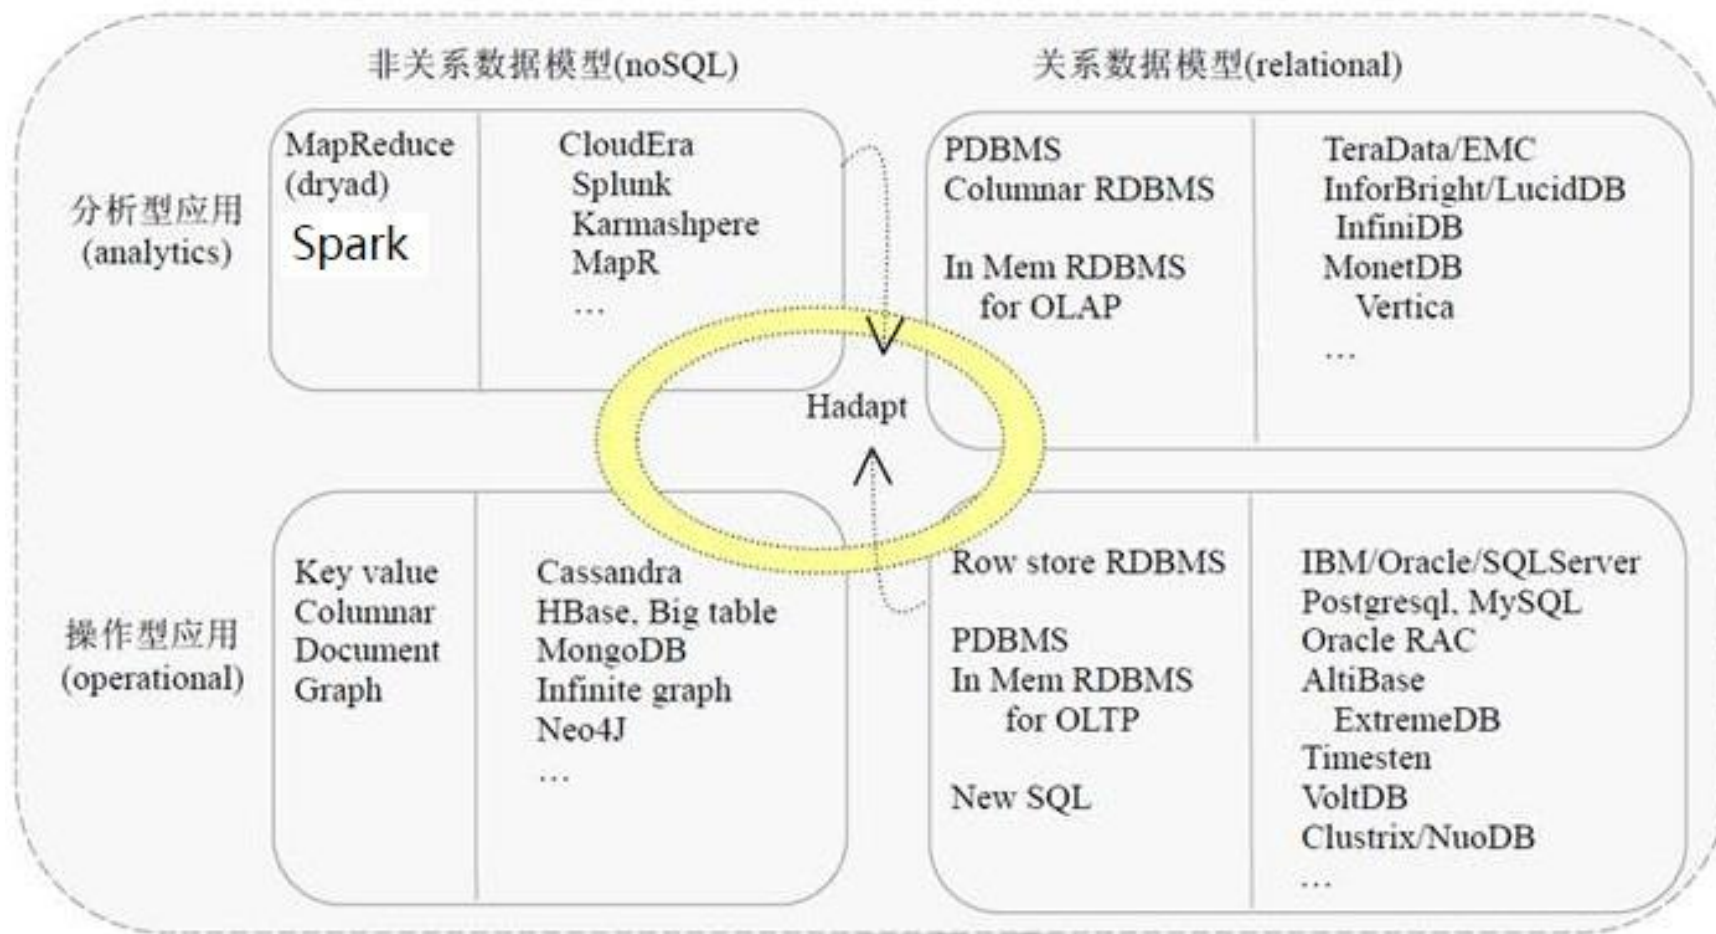 非关系数据模型(noSQL)
关系数据模型(relational)
分析型应用
(analytics)
MapReduce
(dryad)
Spark
CloudEra
Splunk
Karmashpere
MapR
…
PDBMS
Columnar RDBMS
In Mem RDBMS
for OLAP
TeraData/EMC
InforBright/LucidDB
InfiniDB
MonetDB
Vertica
…
Hadapt
操作型应用
(operational)
Key value
Columnar
Document
Graph
Cassandra
HBase, Big table
MongoDB
Infinite graph
Neo4J
…
Row store RDBMS
PDBMS
In Mem RDBMS
for OLTP
New SQL
IBM/Oracle/SQLServer
Postgresql, MySQL
Oracle RAC
AltiBase
ExtremeDB
Timesten
VoltDB
Clustrix/NuoDB
…